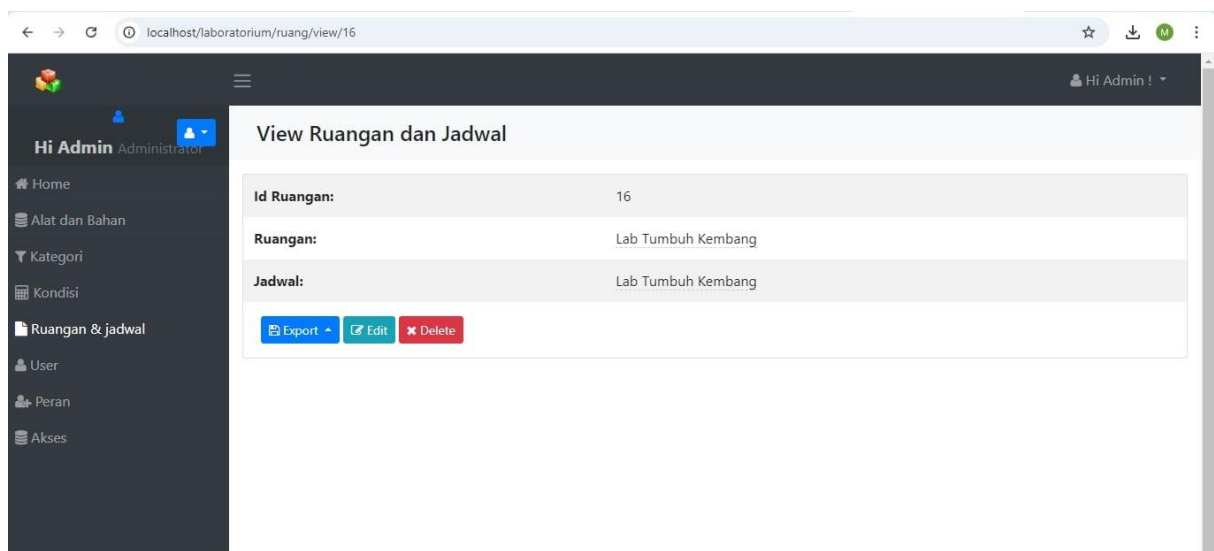 localhost/laboratorium/ruang/view/16
M
Hi Admin !
Hi Admin Administrator
View Ruangan dan Jadwal
Home
Alat dan Bahan
Kategori
Kondisi
Ruangan & jadwal
User
Peran
Akses
Id Ruangan: 16
Ruangan: Lab Tumbuh Kembang
Jadwal: Lab Tumbuh Kembang
Export Edit Delete